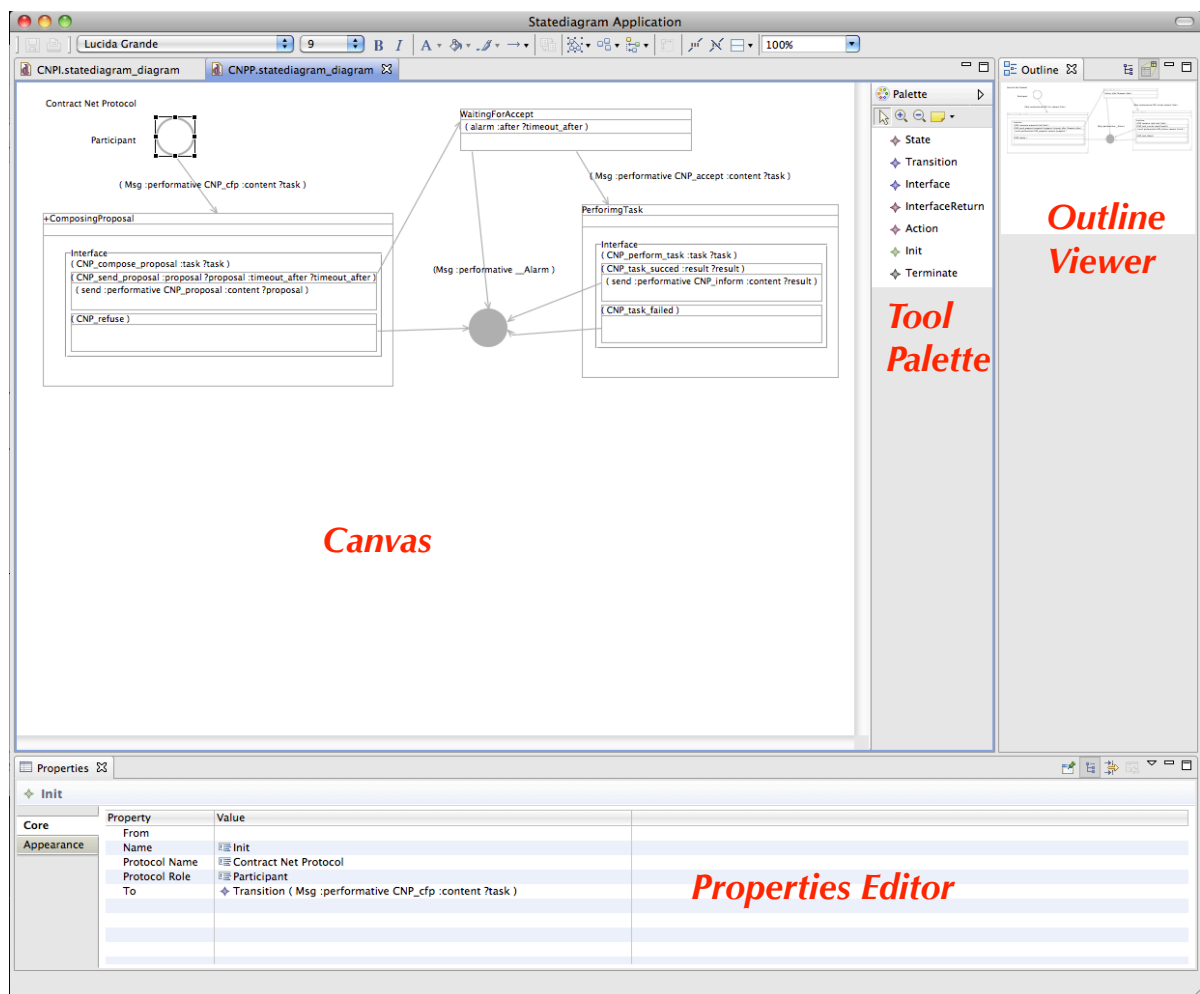 Statediagram Application
Lucida Grande 9 B I A 100%
CNPI.statediagram_diagram CNPP.statediagram_diagram
Contract Net Protocol
Participant
( Msg :performative CNP_cfp :content ?task )
WaitingForAccept
( alarm :after ?timeout_after )
( Msg :performative CNP_accept :content ?task )
+ComposingProposal
Interface
( CNP_compose_proposal :task ?task )
( CNP_send_proposal :proposal ?proposal :timeout_after ?timeout_after )
( send :performative CNP_proposal :content ?proposal )
( CNP_refuse )
(Msg :performative __Alarm )
PerforimgTask
Interface
( CNP_perform_task :task ?task )
( CNP_task_succed :result ?result )
( send :performative CNP_inform :content ?result )
( CNP_task_failed )
Canvas
Palette
State
Transition
Interface
InterfaceReturn
Action
Init
Terminate
Tool
Palette
Outline
Outline
Viewer
Properties
Init
Core
Appearance
Property Value
From
Name Init
Protocol Name Contract Net Protocol
Protocol Role Participant
To Transition ( Msg :performative CNP_cfp :content ?task )
Properties Editor